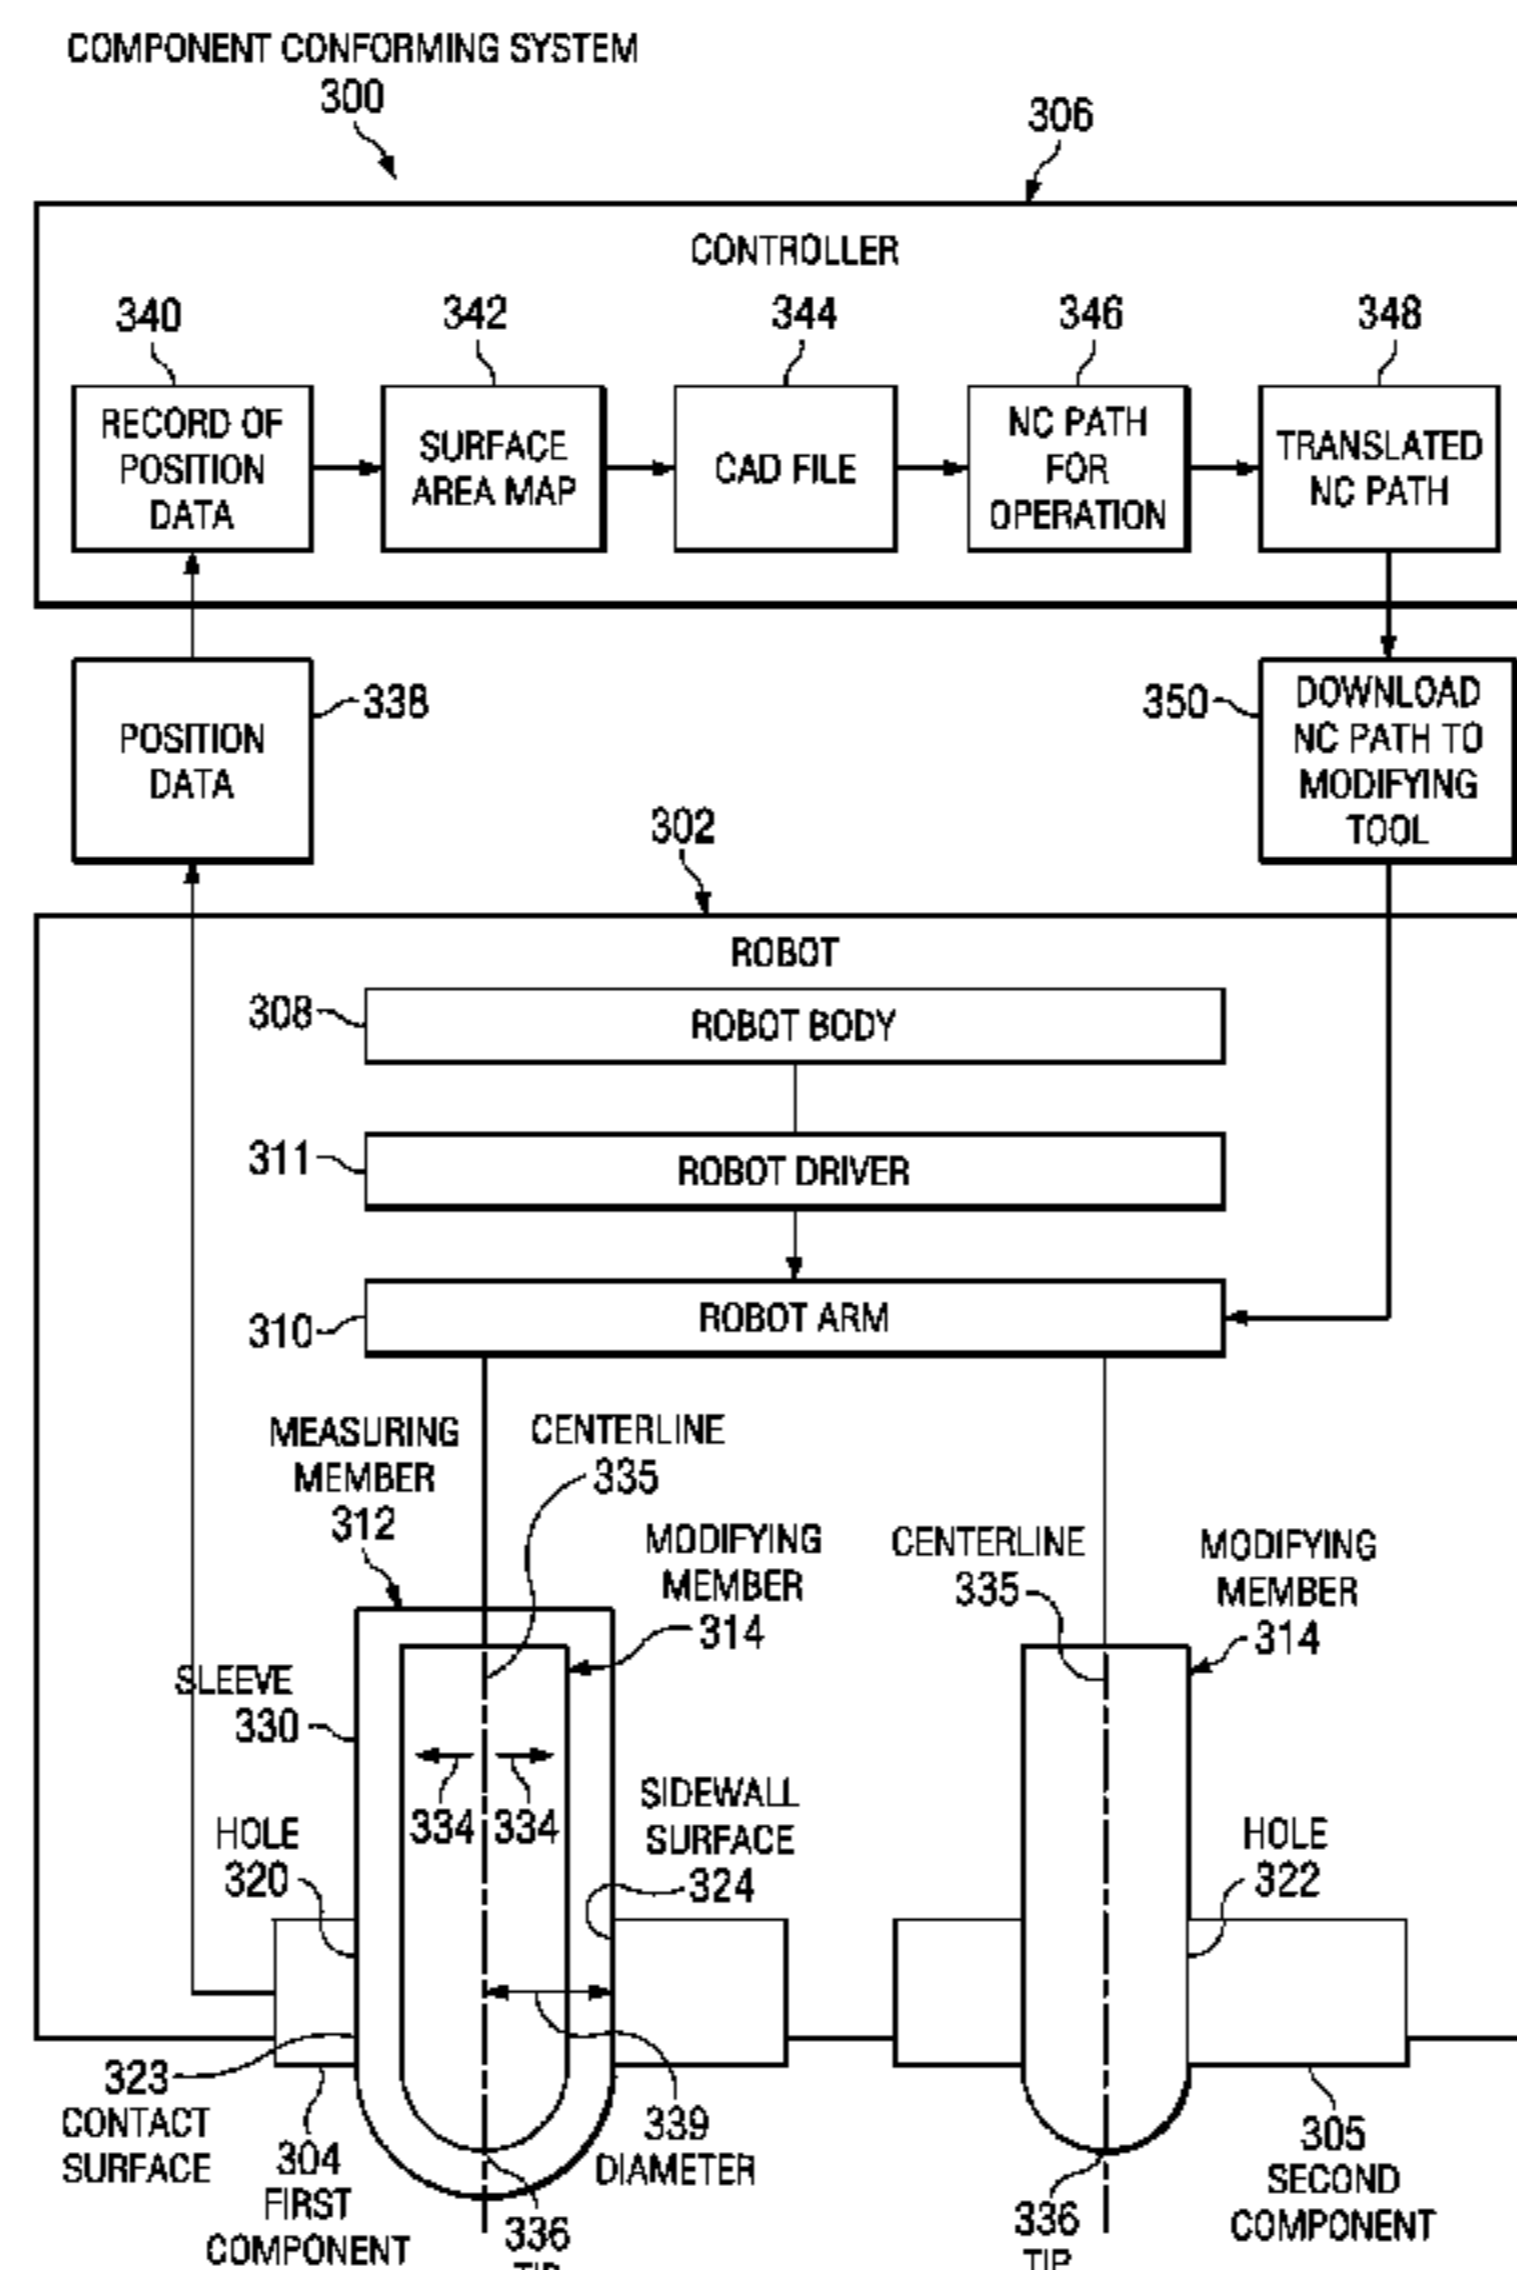 COMPONENT CONFORMING SYSTEM
300
306
CONTROLLER
340
342
344
346
348
RECORD OF
POSITION
DATA
SURFACE
AREA MAP
CAD FILE
NC PATH
FOR
OPERATION
TRANSLATED
NC PATH
POSITION
DATA
338
350
DOWNLOAD
NC PATH TO
MODIFYING
TOOL
302
ROBOT
308
ROBOT BODY
311
ROBOT DRIVER
310
ROBOT ARM
MEASURING
MEMBER
312
CENTERLINE
335
MODIFYING
MEMBER
314
CENTERLINE
335
MODIFYING
MEMBER
314
SLEEVE
330
334
334
SIDEWALL
SURFACE
324
HOLE
320
HOLE
322
323
CONTACT
SURFACE
304
FIRST
COMPONENT
339
DIAMETER
336
TIP
336
TIP
305
SECOND
COMPONENT